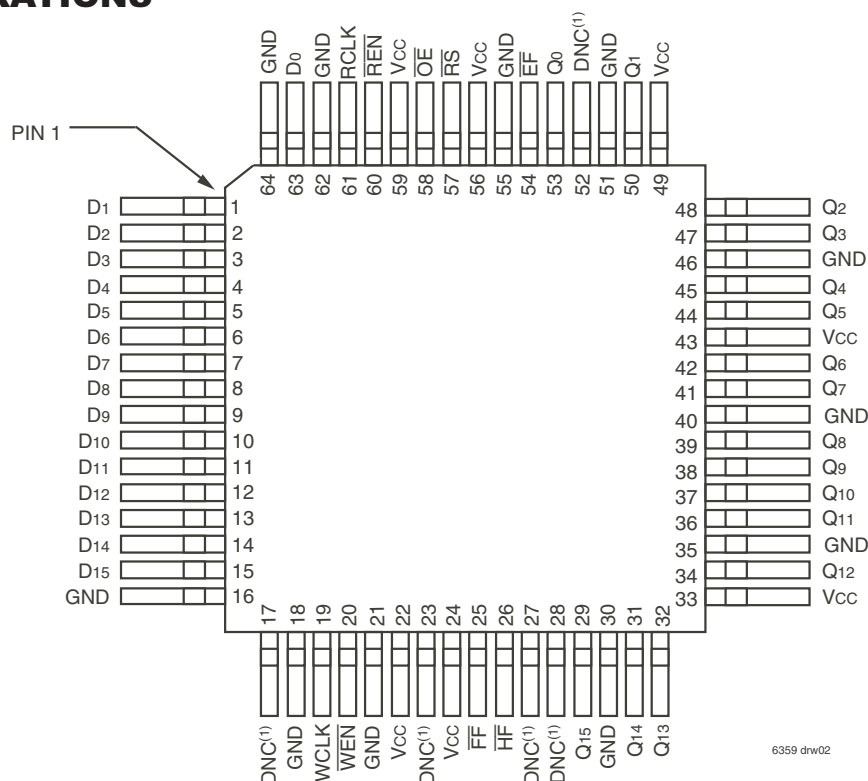 GND
D0
GND
RCLK
REN
VCC
OE
RS
VCC
GND
EF
Q0
DNC(1)
GND
Q1
VCC
PIN 1
64 63 62 61 60 59 58 57 56 55 54 53 52 51 50 49
D1 1
D2 2
D3 3
D4 4
D5 5
D6 6
D7 7
D8 8
D9 9
D10 10
D11 11
D12 12
D13 13
D14 14
D15 15
GND 16
48 Q2
47 Q3
46 GND
45 Q4
44 Q5
43 VCC
42 Q6
41 Q7
40 GND
39 Q8
38 Q9
37 Q10
36 Q11
35 GND
34 Q12
33 VCC
17 18 19 20 21 22 23 24 25 26 27 28 29 30 31 32
DNC(1)
GND
WCLK
WEN
GND
VCC
DNC(1)
VCC
FF
HF
DNC(1)
DNC(1)
Q15
GND
Q14
Q13
6359 drw02